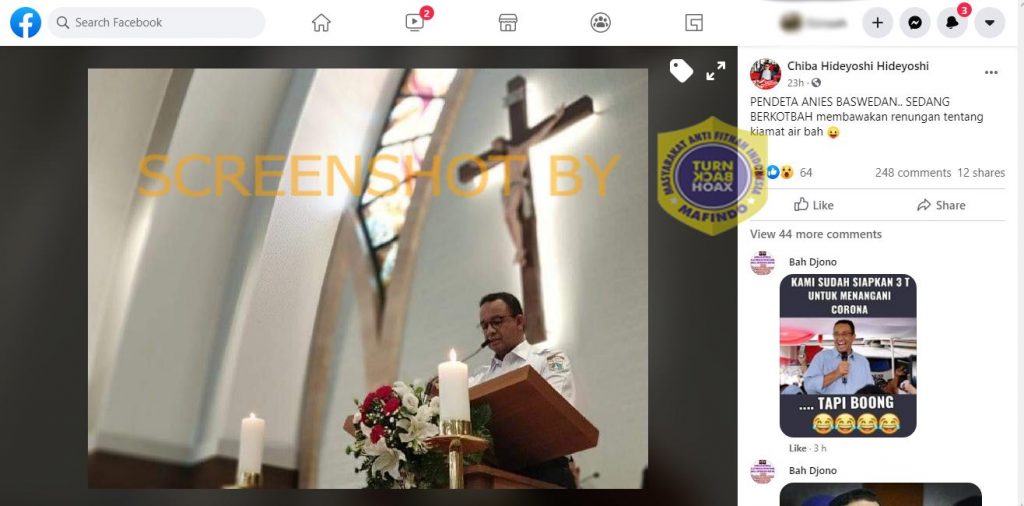 Search Facebook
2
3
SCREENSHOT BY
MASYARAKAT ANTI FITNAH INDONESIA
TURN
BACK
HOAX
MAFINDO
Chiba Hideyoshi Hideyoshi
23h
PENDETA ANIES BASWEDAN.. SEDANG
BERKOTBAH membawakan renungan tentang
kiamat air bah 😛
64
248 comments 12 shares
Like
Share
View 44 more comments
Bah Djono
KAMI SUDAH SIAPKAN 3 T
UNTUK MENANGANI
CORONA
.... TAPI BOONG
😂😂😂😂
Like · 3 h
Bah Djono